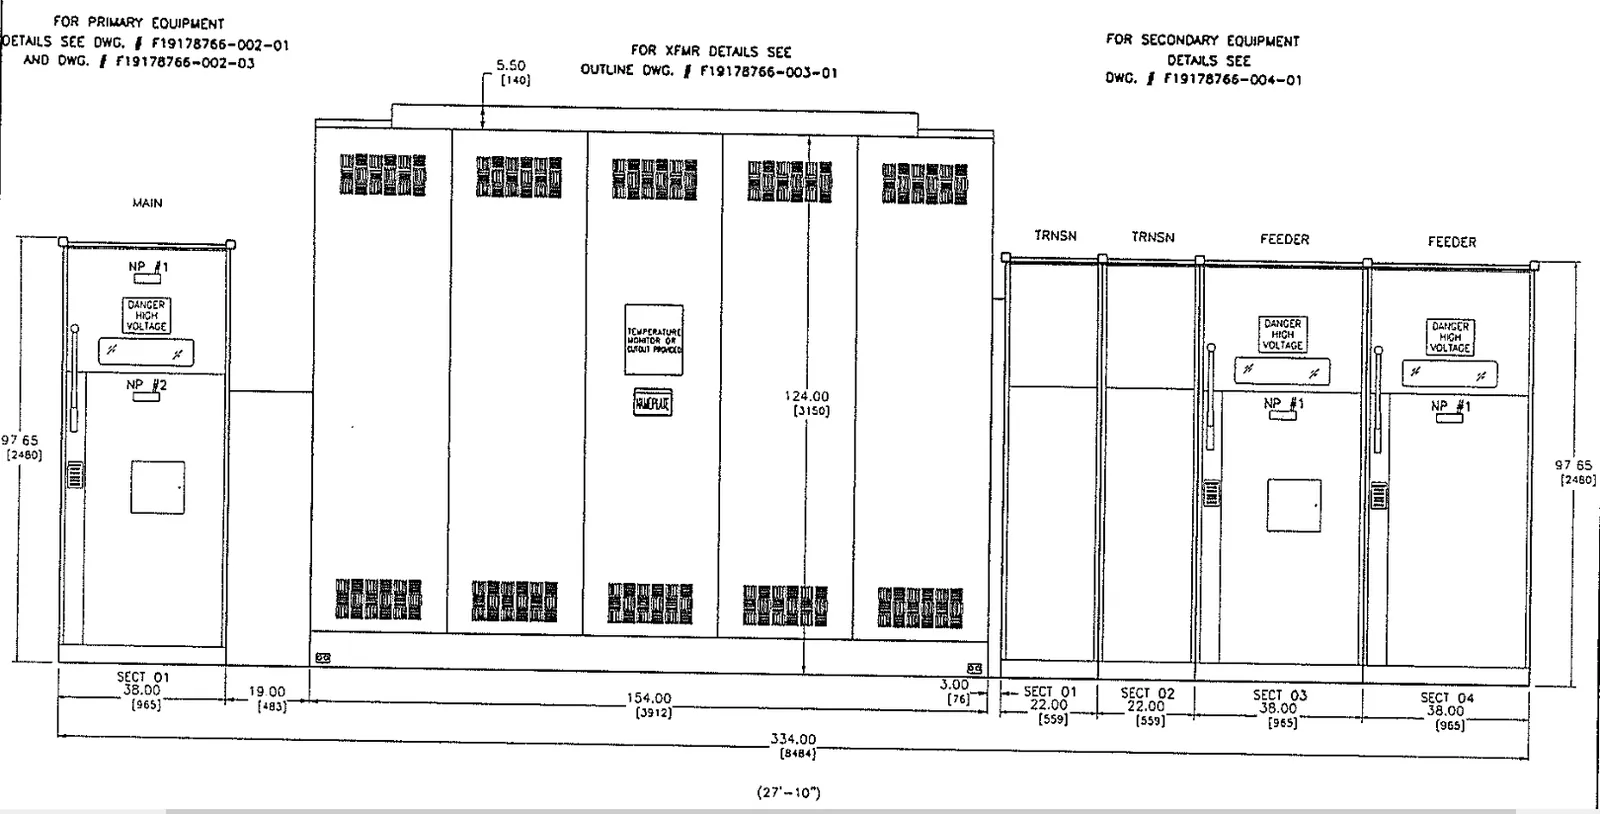 FOR PRIMARY EQUIPMENT
DETAILS SEE DWG. # F19178766-002-01
AND DWG. # F19178766-002-03
FOR XFMR DETAILS SEE
OUTLINE DWG. # F19178766-003-01
FOR SECONDARY EQUIPMENT
DETAILS SEE
DWG. # F19178766-004-01
5.50
[140]
MAIN
TRNSN
TRNSN
FEEDER
FEEDER
NP #1
DANGER
HIGH
VOLTAGE
NP #2
TEMPERATURE
MONITOR OR
CUTOUT PROVIDED
NAMEPLATE
124.00
[3150]
DANGER
HIGH
VOLTAGE
NP #1
DANGER
HIGH
VOLTAGE
NP #1
97 65
[2480]
97 65
[2480]
SECT 01
38.00
[965]
19.00
[483]
154.00
[3912]
3.00
[76]
SECT 01
22.00
[559]
SECT 02
22.00
[559]
SECT 03
38.00
[965]
SECT 04
38.00
[965]
334.00
[8484]
(27'-10")